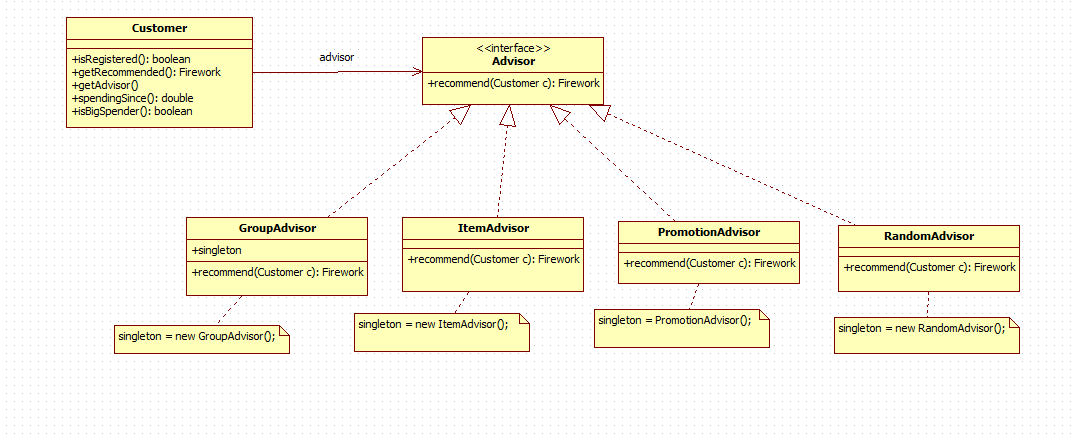 Customer
+isRegistered(): boolean
+getRecommended(): Firework
+getAdvisor()
+spendingSince(): double
+isBigSpender(): boolean
advisor
<<interface>>
Advisor
+recommend(Customer c): Firework
GroupAdvisor
+singleton
+recommend(Customer c): Firework
singleton = new GroupAdvisor();
ItemAdvisor
+recommend(Customer c): Firework
singleton = new ItemAdvisor();
PromotionAdvisor
+recommend(Customer c): Firework
singleton = PromotionAdvisor();
RandomAdvisor
+recommend(Customer c): Firework
singleton = new RandomAdvisor();